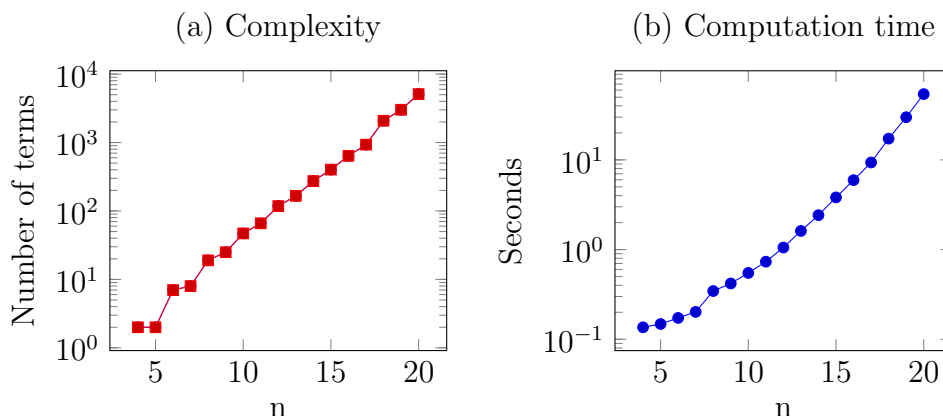 (a) Complexity
Number of terms
10^4
10^3
10^2
10^1
10^0
5
10
15
20
n
(b) Computation time
Seconds
10^1
10^0
10^−1
5
10
15
20
n